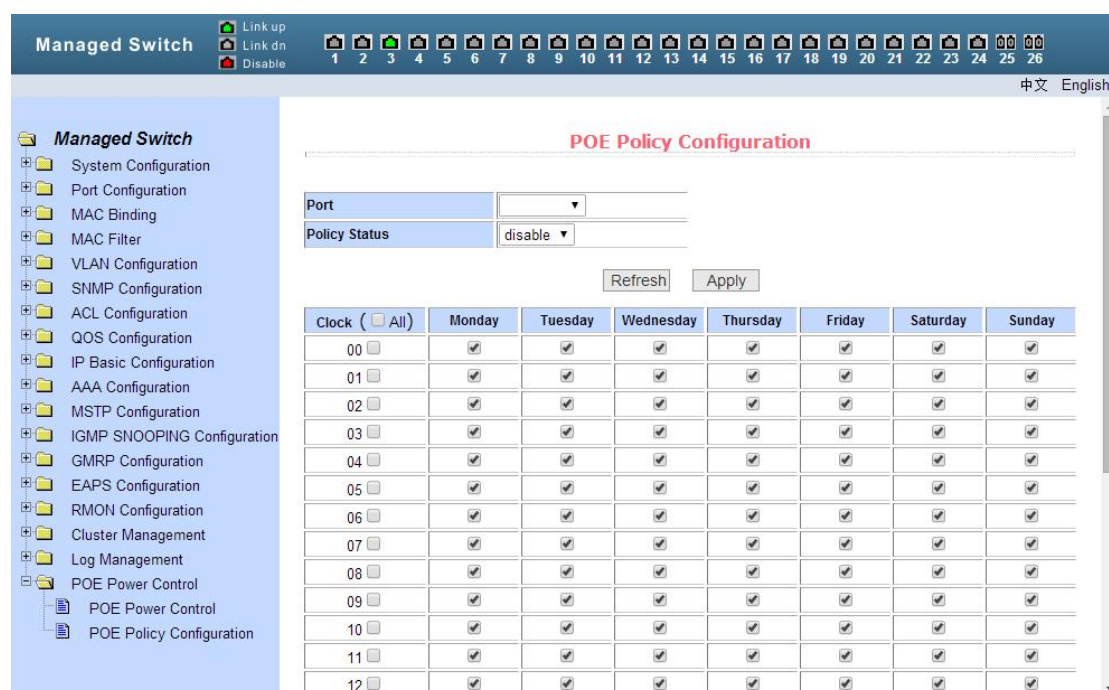 Managed Switch
Link up
Link dn
Disable
1 2 3 4 5 6 7 8 9 10 11 12 13 14 15 16 17 18 19 20 21 22 23 24 25 26
中文 English
Managed Switch
System Configuration
Port Configuration
MAC Binding
MAC Filter
VLAN Configuration
SNMP Configuration
ACL Configuration
QOS Configuration
IP Basic Configuration
AAA Configuration
MSTP Configuration
IGMP SNOOPING Configuration
GMRP Configuration
EAPS Configuration
RMON Configuration
Cluster Management
Log Management
POE Power Control
POE Power Control
POE Policy Configuration
POE Policy Configuration
Port
Policy Status disable
Refresh Apply
Clock ( All) Monday Tuesday Wednesday Thursday Friday Saturday Sunday
00
01
02
03
04
05
06
07
08
09
10
11
12